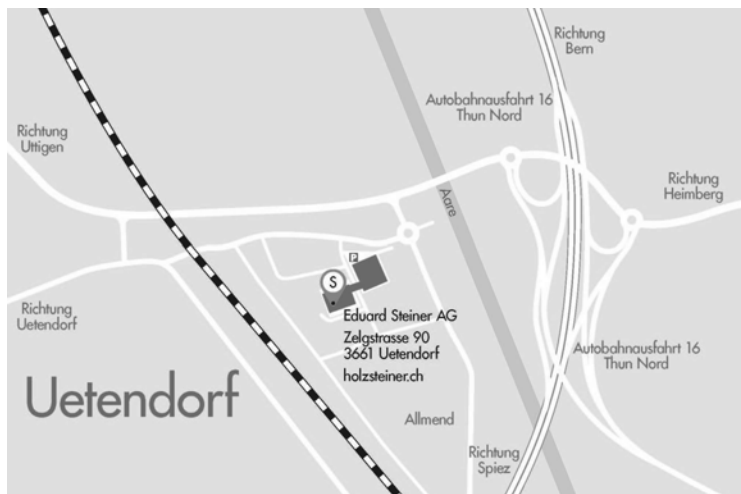 Richtung
Bern
Autobahnausfahrt 16
Thun Nord
Richtung
Uttigen
Richtung
Heimberg
Aare
P
S
Richtung
Uetendorf
Eduard Steiner AG
Zelgstrasse 90
3661 Uetendorf
holzsteiner.ch
Autobahnausfahrt 16
Thun Nord
Uetendorf
Allmend
Richtung
Spiez